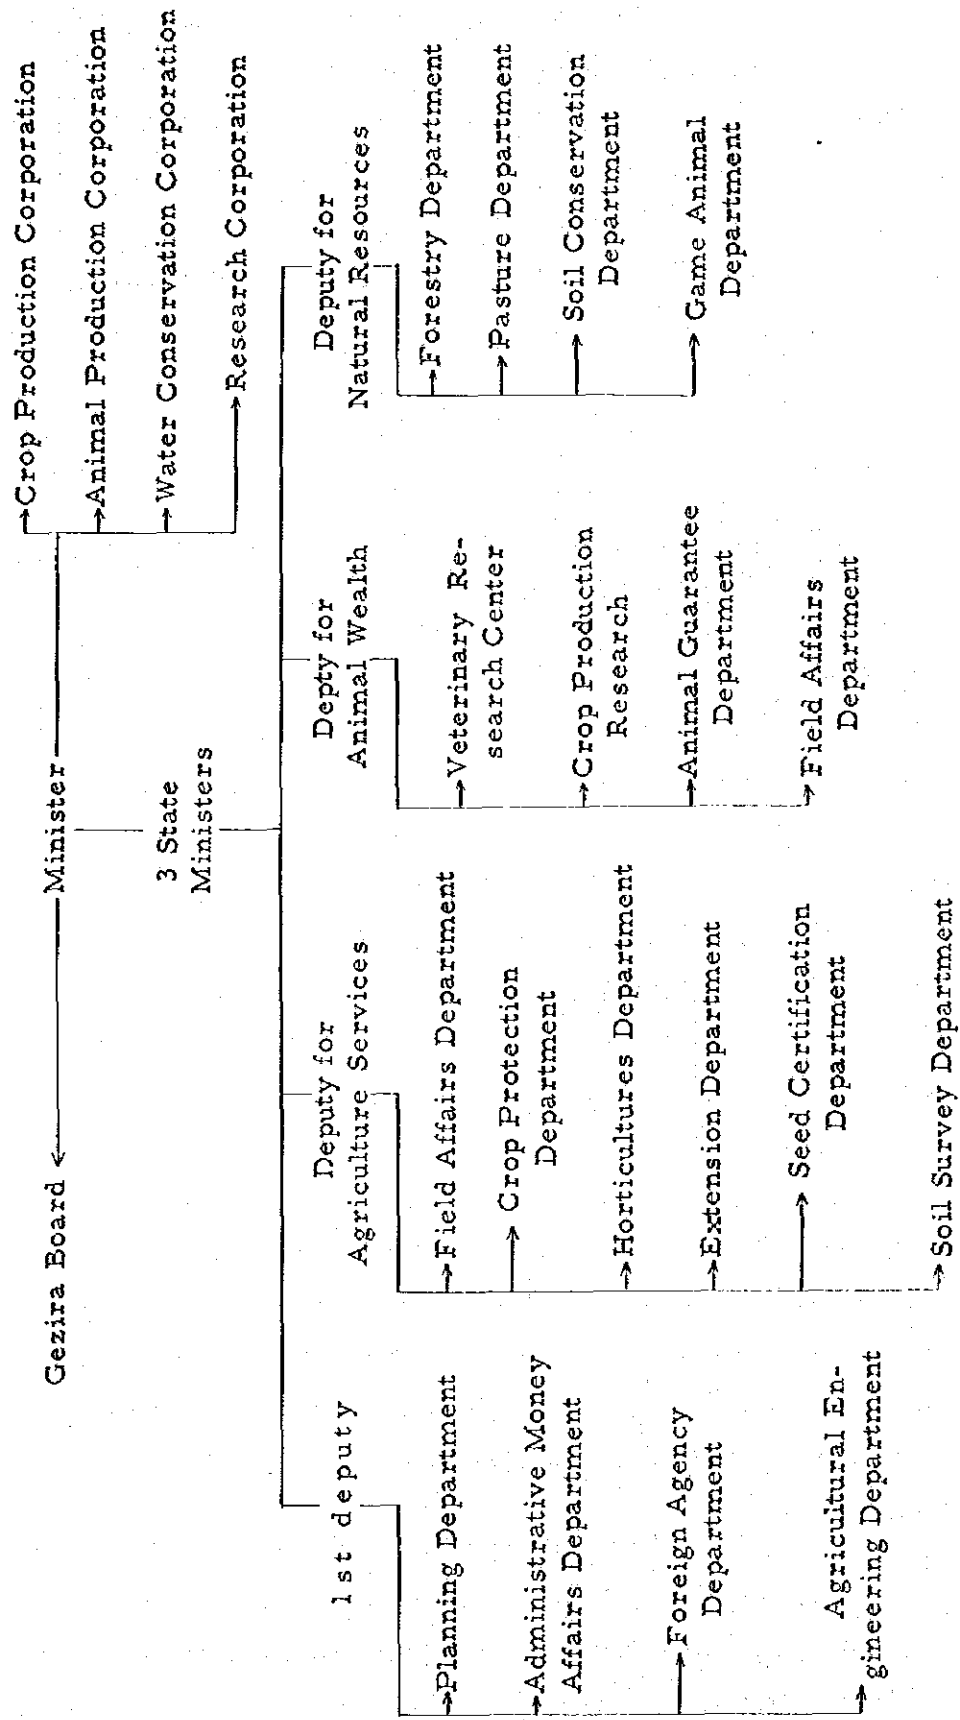 Gezira Board
Minister
Crop Production Corporation
Animal Production Corporation
Water Conservation Corporation
Research Corporation
3 State
Ministers
1st deputy
Planning Department
Administrative Money
Affairs Department
Foreign Agency
Department
Agricultural En-
gineering Department
Deputy for
Agriculture Services
Field Affairs Department
Crop Protection
Department
Horticultures Department
Extension Department
Seed Certification
Department
Soil Survey Department
Depty for
Animal Wealth
Veterinary Re-
search Center
Crop Production
Research
Animal Guarantee
Department
Field Affairs
Department
Deputy for
Natural Resources
Forestry Department
Pasture Department
Soil Conservation
Department
Game Animal
Department